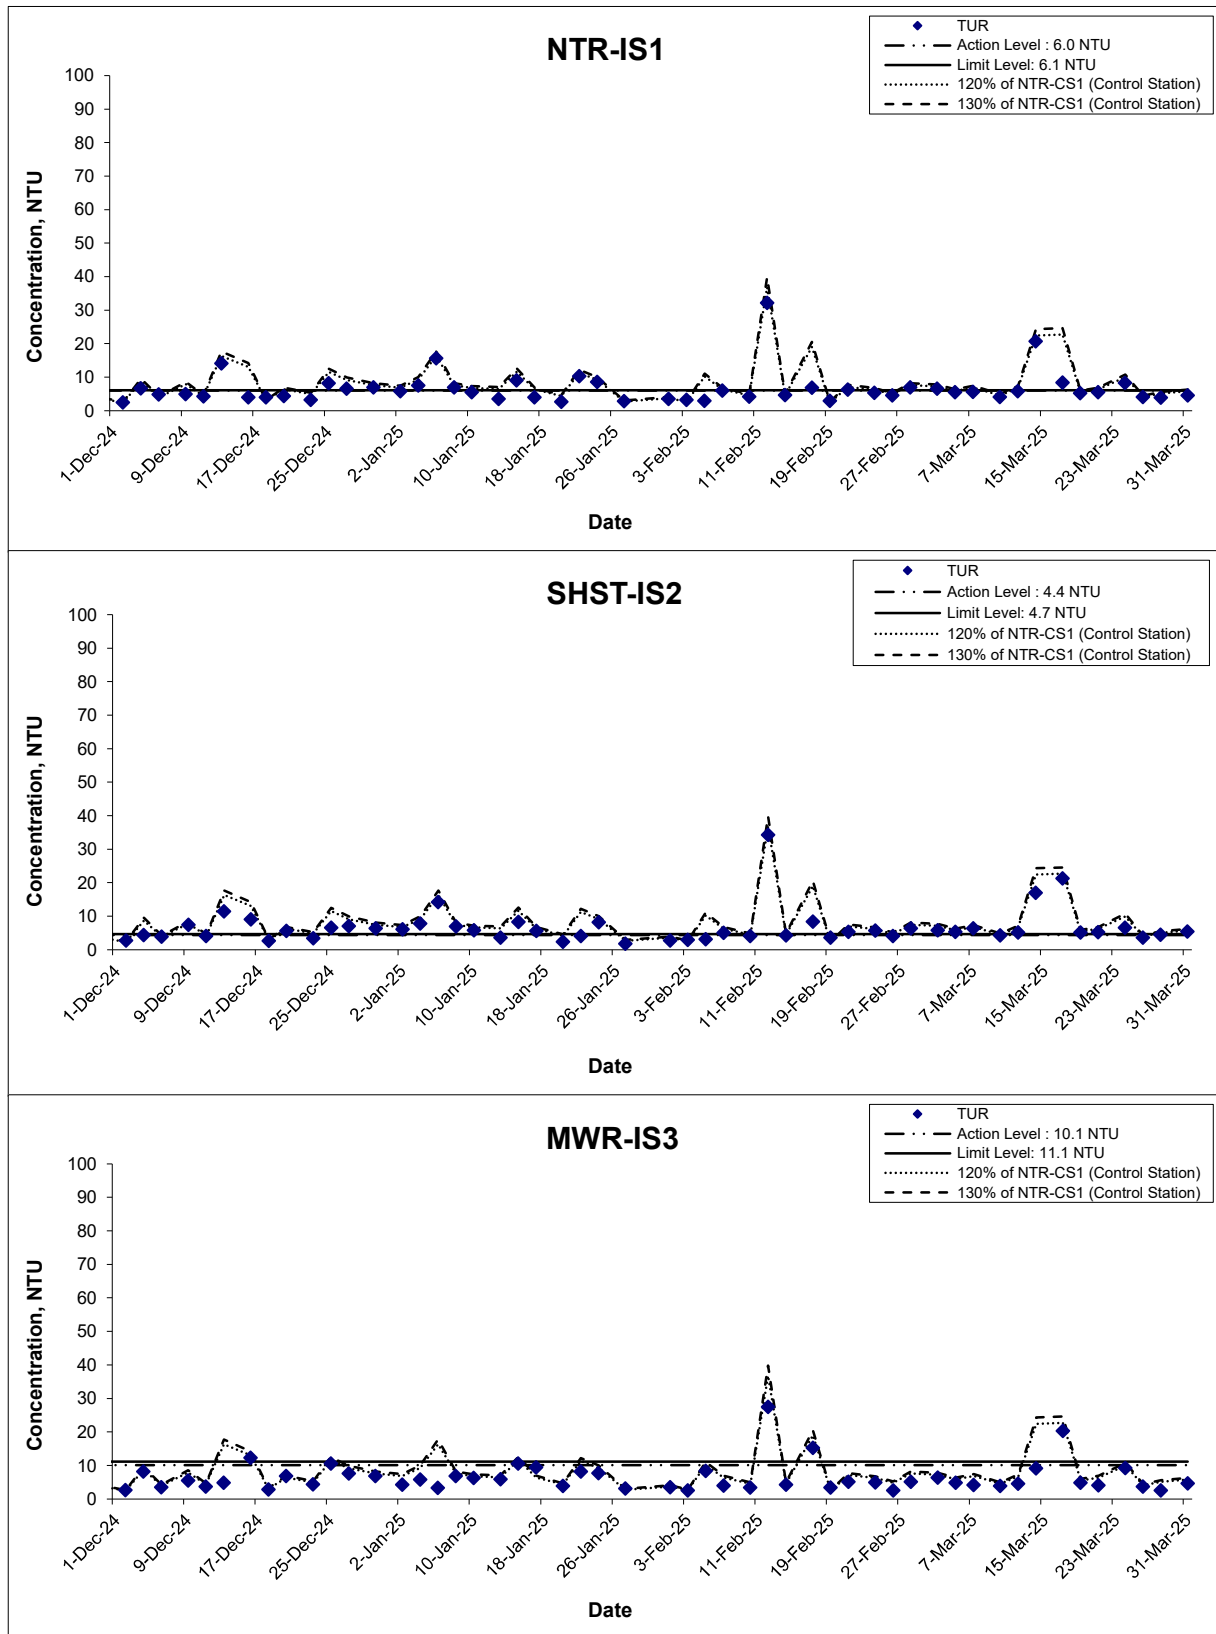 NTR-IS1
TUR
Action Level : 6.0 NTU
Limit Level: 6.1 NTU
120% of NTR-CS1 (Control Station)
130% of NTR-CS1 (Control Station)
Concentration, NTU
100
90
80
70
60
50
40
30
20
10
0
1-Dec-24
9-Dec-24
17-Dec-24
25-Dec-24
2-Jan-25
10-Jan-25
18-Jan-25
26-Jan-25
3-Feb-25
11-Feb-25
19-Feb-25
27-Feb-25
7-Mar-25
15-Mar-25
23-Mar-25
31-Mar-25
Date
SHST-IS2
TUR
Action Level : 4.4 NTU
Limit Level: 4.7 NTU
120% of NTR-CS1 (Control Station)
130% of NTR-CS1 (Control Station)
Concentration, NTU
100
90
80
70
60
50
40
30
20
10
0
1-Dec-24
9-Dec-24
17-Dec-24
25-Dec-24
2-Jan-25
10-Jan-25
18-Jan-25
26-Jan-25
3-Feb-25
11-Feb-25
19-Feb-25
27-Feb-25
7-Mar-25
15-Mar-25
23-Mar-25
31-Mar-25
Date
MWR-IS3
TUR
Action Level : 10.1 NTU
Limit Level: 11.1 NTU
120% of NTR-CS1 (Control Station)
130% of NTR-CS1 (Control Station)
Concentration, NTU
100
90
80
70
60
50
40
30
20
10
0
1-Dec-24
9-Dec-24
17-Dec-24
25-Dec-24
2-Jan-25
10-Jan-25
18-Jan-25
26-Jan-25
3-Feb-25
11-Feb-25
19-Feb-25
27-Feb-25
7-Mar-25
15-Mar-25
23-Mar-25
31-Mar-25
Date